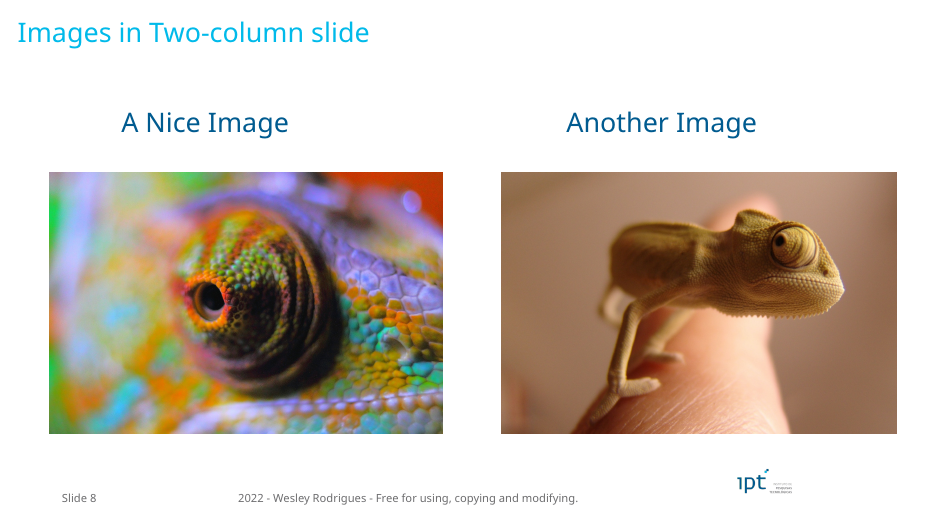 Images in Two-column slide
A Nice Image
Another Image
ipt
Slide 8
2022 - Wesley Rodrigues - Free for using, copying and modifying.